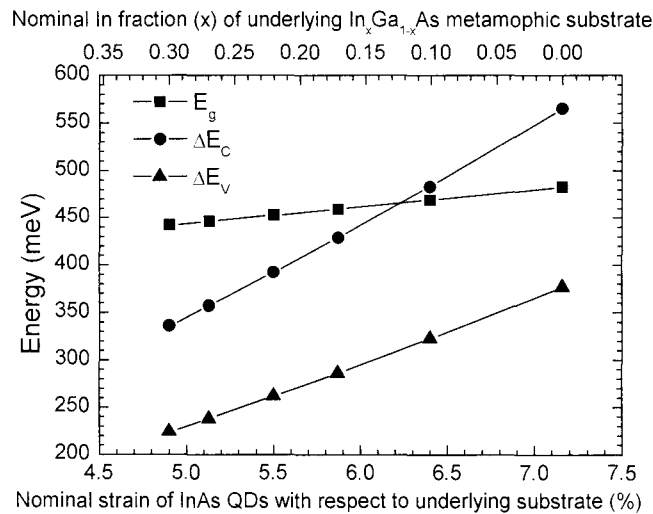 Nominal In fraction (x) of underlying InₓGa₁₋ₓAs metamophic substrate
0.35 0.30 0.25 0.20 0.15 0.10 0.05 0.00
600
550
500
450
400
350
300
250
200
Energy (meV)
E_g
ΔE_C
ΔE_V
4.5 5.0 5.5 6.0 6.5 7.0 7.5
Nominal strain of InAs QDs with respect to underlying substrate (%)